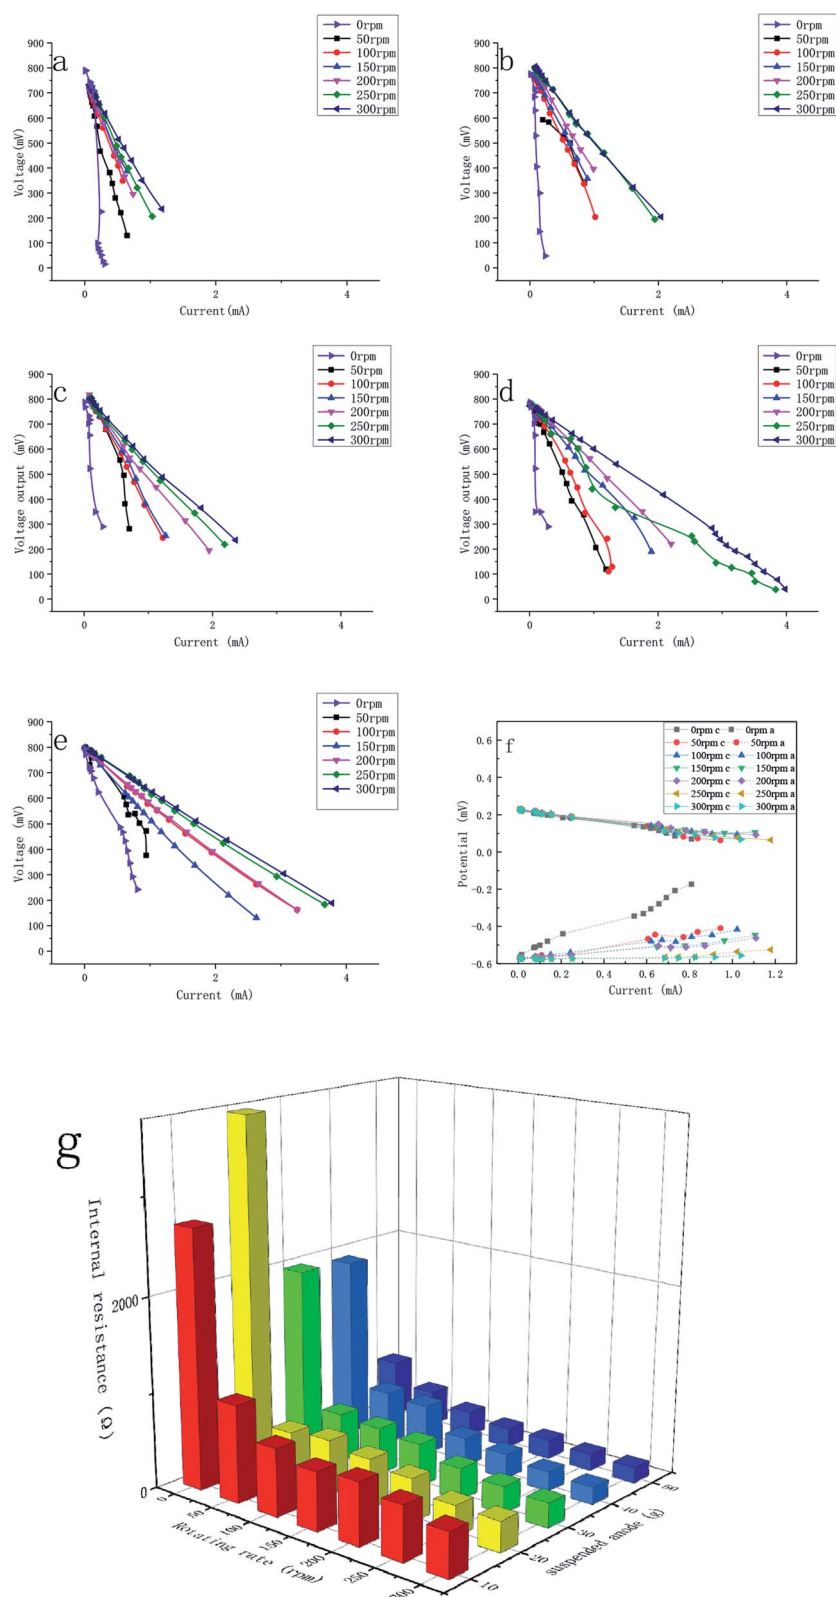 a
0rpm
50rpm
100rpm
150rpm
200rpm
250rpm
300rpm
Voltage(mV)
900
800
700
600
500
400
300
200
100
0
0 2 4
Current(mA)
b
0rpm
50rpm
100rpm
150rpm
200rpm
250rpm
300rpm
Voltage(mV)
900
800
700
600
500
400
300
200
100
0
0 2 4
Current (mA)
c
0rpm
50rpm
100rpm
150rpm
200rpm
250rpm
300rpm
Voltage output (mV)
900
800
700
600
500
400
300
200
100
0
0 2 4
Current (mA)
d
0rpm
50rpm
100rpm
150rpm
200rpm
250rpm
300rpm
Voltage output (mV)
900
800
700
600
500
400
300
200
100
0
0 2 4
Current (mA)
e
0rpm
50rpm
100rpm
150rpm
200rpm
250rpm
300rpm
Voltage (mV)
900
800
700
600
500
400
300
200
100
0
0 2 4
Current (mA)
f
0rpm c 0rpm a
50rpm c 50rpm a
100rpm c 100rpm a
150rpm c 150rpm a
200rpm c 200rpm a
250rpm c 250rpm a
300rpm c 300rpm a
Potential (mV)
0.6
0.4
0.2
0.0
-0.2
-0.4
-0.6
0.0 0.2 0.4 0.6 0.8 1.0 1.2
Current (mA)
g
Internal resistance (Ω)
2000
0
0 50 100 150 200 250 300
Rotating rate (rpm)
10 20 30 40 50
suspended anode (g)